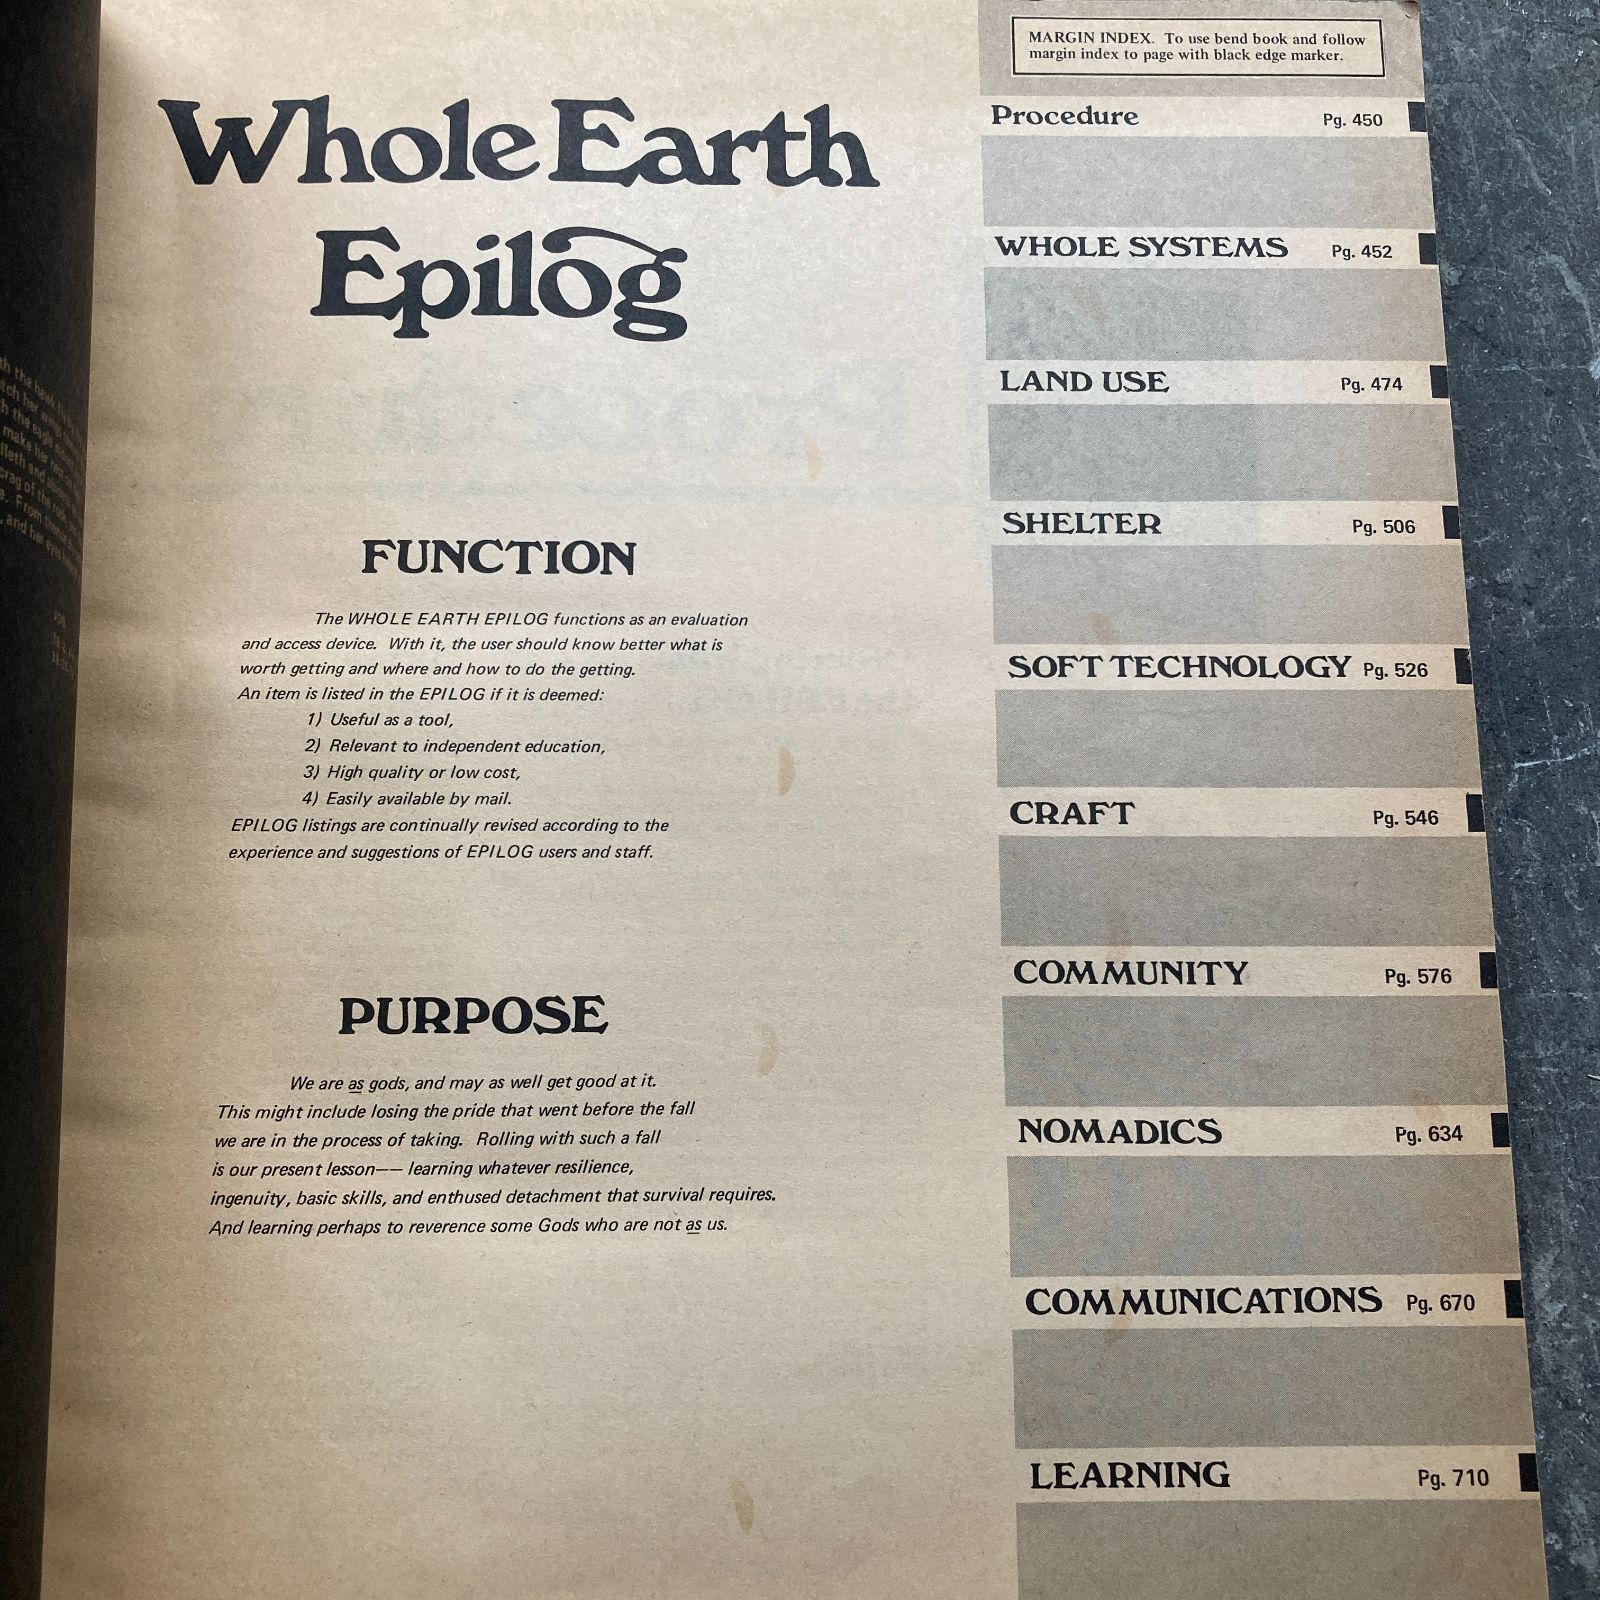 Whole Earth
Epilog
FUNCTION
The WHOLE EARTH EPILOG functions as an evaluation
and access device. With it, the user should know better what is
worth getting and where and how to do the getting.
An item is listed in the EPILOG if it is deemed:
1) Useful as a tool,
2) Relevant to independent education,
3) High quality or low cost,
4) Easily available by mail.
EPILOG listings are continually revised according to the
experience and suggestions of EPILOG users and staff.
PURPOSE
We are as gods, and may as well get good at it.
This might include losing the pride that went before the fall
we are in the process of taking. Rolling with such a fall
is our present lesson—— learning whatever resilience,
ingenuity, basic skills, and enthused detachment that survival requires.
And learning perhaps to reverence some Gods who are not as us.
MARGIN INDEX. To use bend book and follow
margin index to page with black edge marker.
Procedure Pg. 450
WHOLE SYSTEMS Pg. 452
LAND USE Pg. 474
SHELTER Pg. 506
SOFT TECHNOLOGY Pg. 526
CRAFT Pg. 546
COMMUNITY Pg. 576
NOMADICS Pg. 634
COMMUNICATIONS Pg. 670
LEARNING Pg. 710